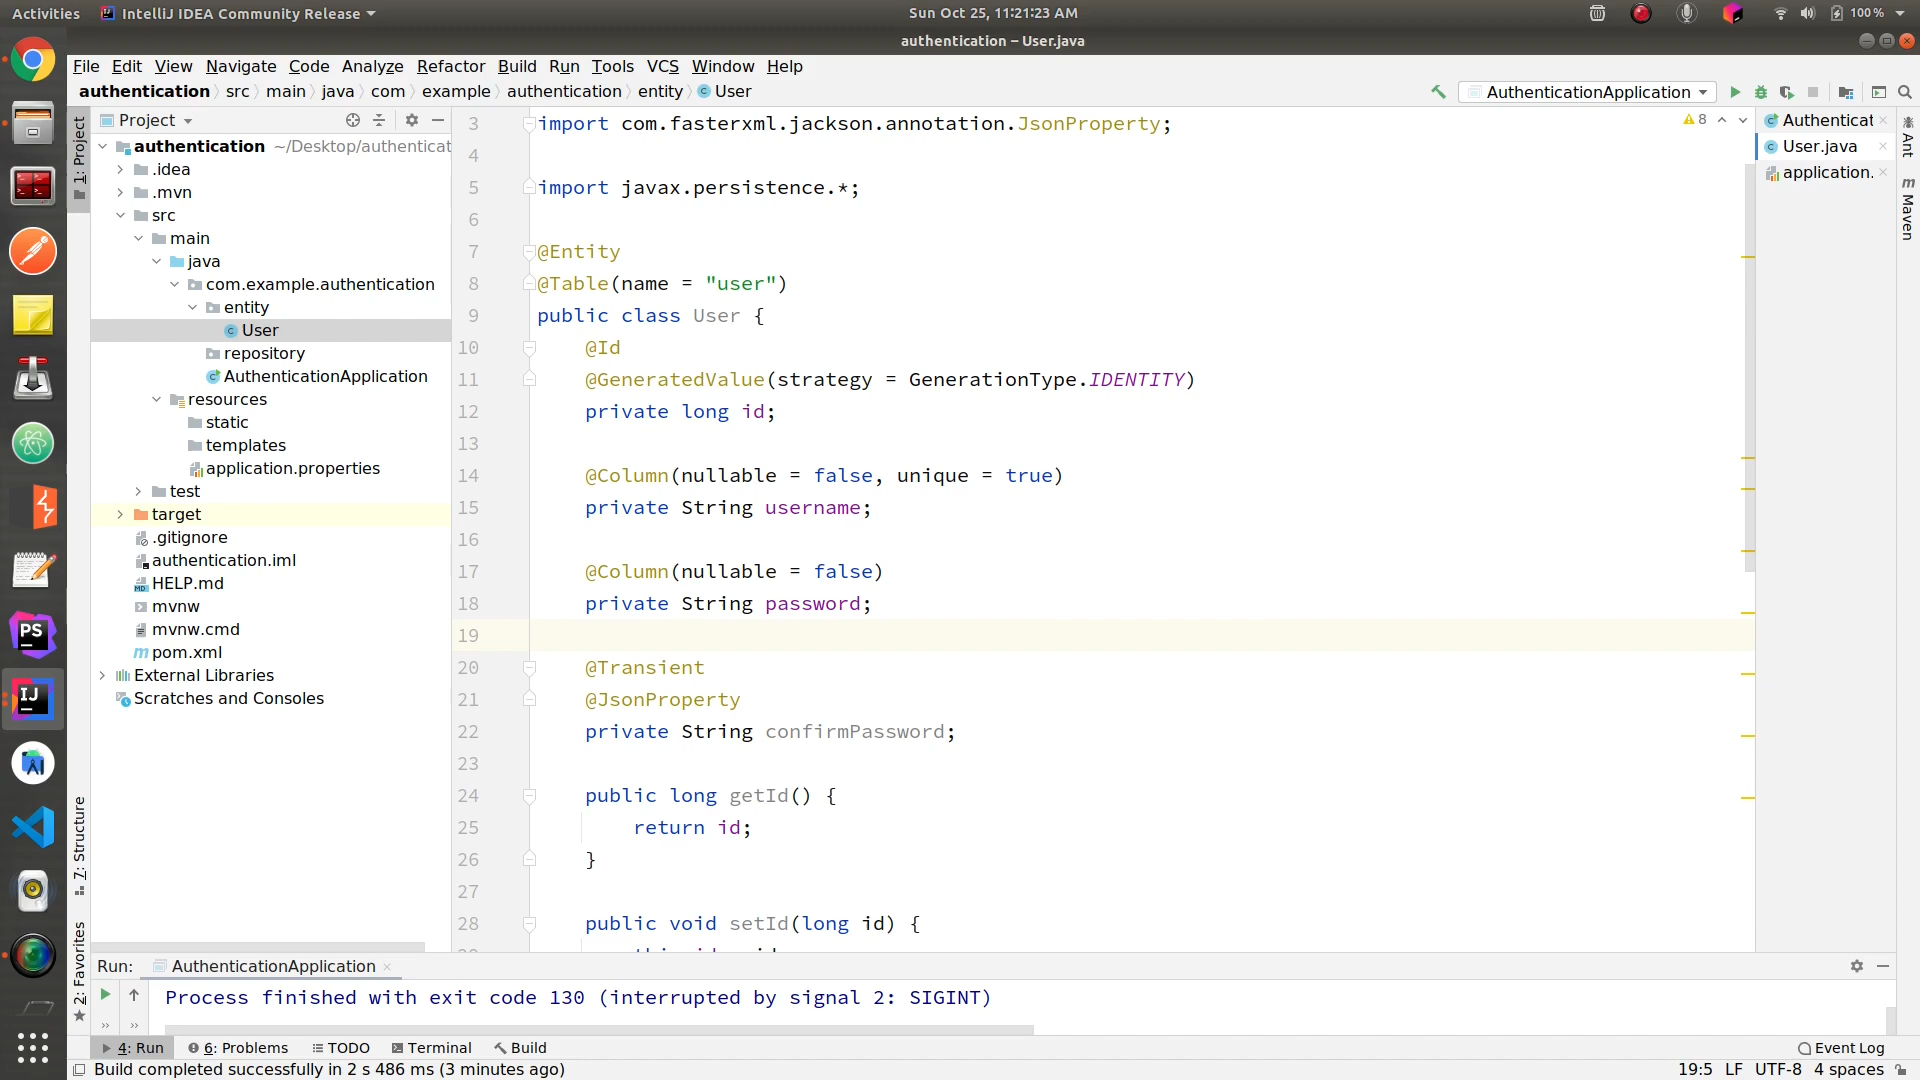 Activities
IntelliJ IDEA Community Release
Sun Oct 25, 11:21:23 AM
100 %
authentication – User.java
File Edit View Navigate Code Analyze Refactor Build Run Tools VCS Window Help
authentication src main java com example authentication entity User
AuthenticationApplication
1: Project
7: Structure
2: Favorites
Project
authentication ~/Desktop/authenticat
.idea
.mvn
src
main
java
com.example.authentication
entity
User
repository
AuthenticationApplication
resources
static
templates
application.properties
test
target
.gitignore
authentication.iml
HELP.md
mvnw
mvnw.cmd
pom.xml
External Libraries
Scratches and Consoles
3 import com.fasterxml.jackson.annotation.JsonProperty;
4
5 import javax.persistence.*;
6
7 @Entity
8 @Table(name = "user")
9 public class User {
10 @Id
11 @GeneratedValue(strategy = GenerationType.IDENTITY)
12 private long id;
13
14 @Column(nullable = false, unique = true)
15 private String username;
16
17 @Column(nullable = false)
18 private String password;
19
20 @Transient
21 @JsonProperty
22 private String confirmPassword;
23
24 public long getId() {
25 return id;
26 }
27
28 public void setId(long id) {
8
Authenticat
User.java
application.
Ant
Maven
PS
IJ
Run: AuthenticationApplication
Process finished with exit code 130 (interrupted by signal 2: SIGINT)
4: Run 6: Problems TODO Terminal Build
Event Log
Build completed successfully in 2 s 486 ms (3 minutes ago)
19:5 LF UTF-8 4 spaces